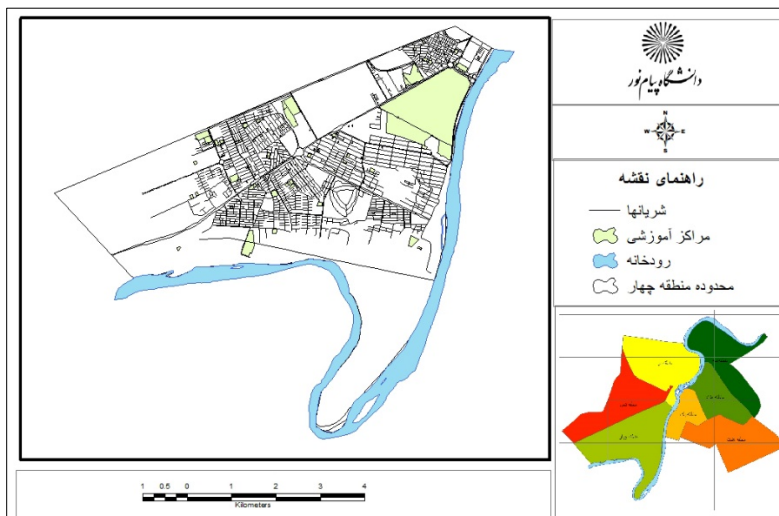 دانشگاه پیام نور
N
W E
S
راهنمای نقشه
شریانها
مراکز آموزشی
رودخانه
محدوده منطقه چهار
1 0.5 0 1 2 3 4
Kilometers